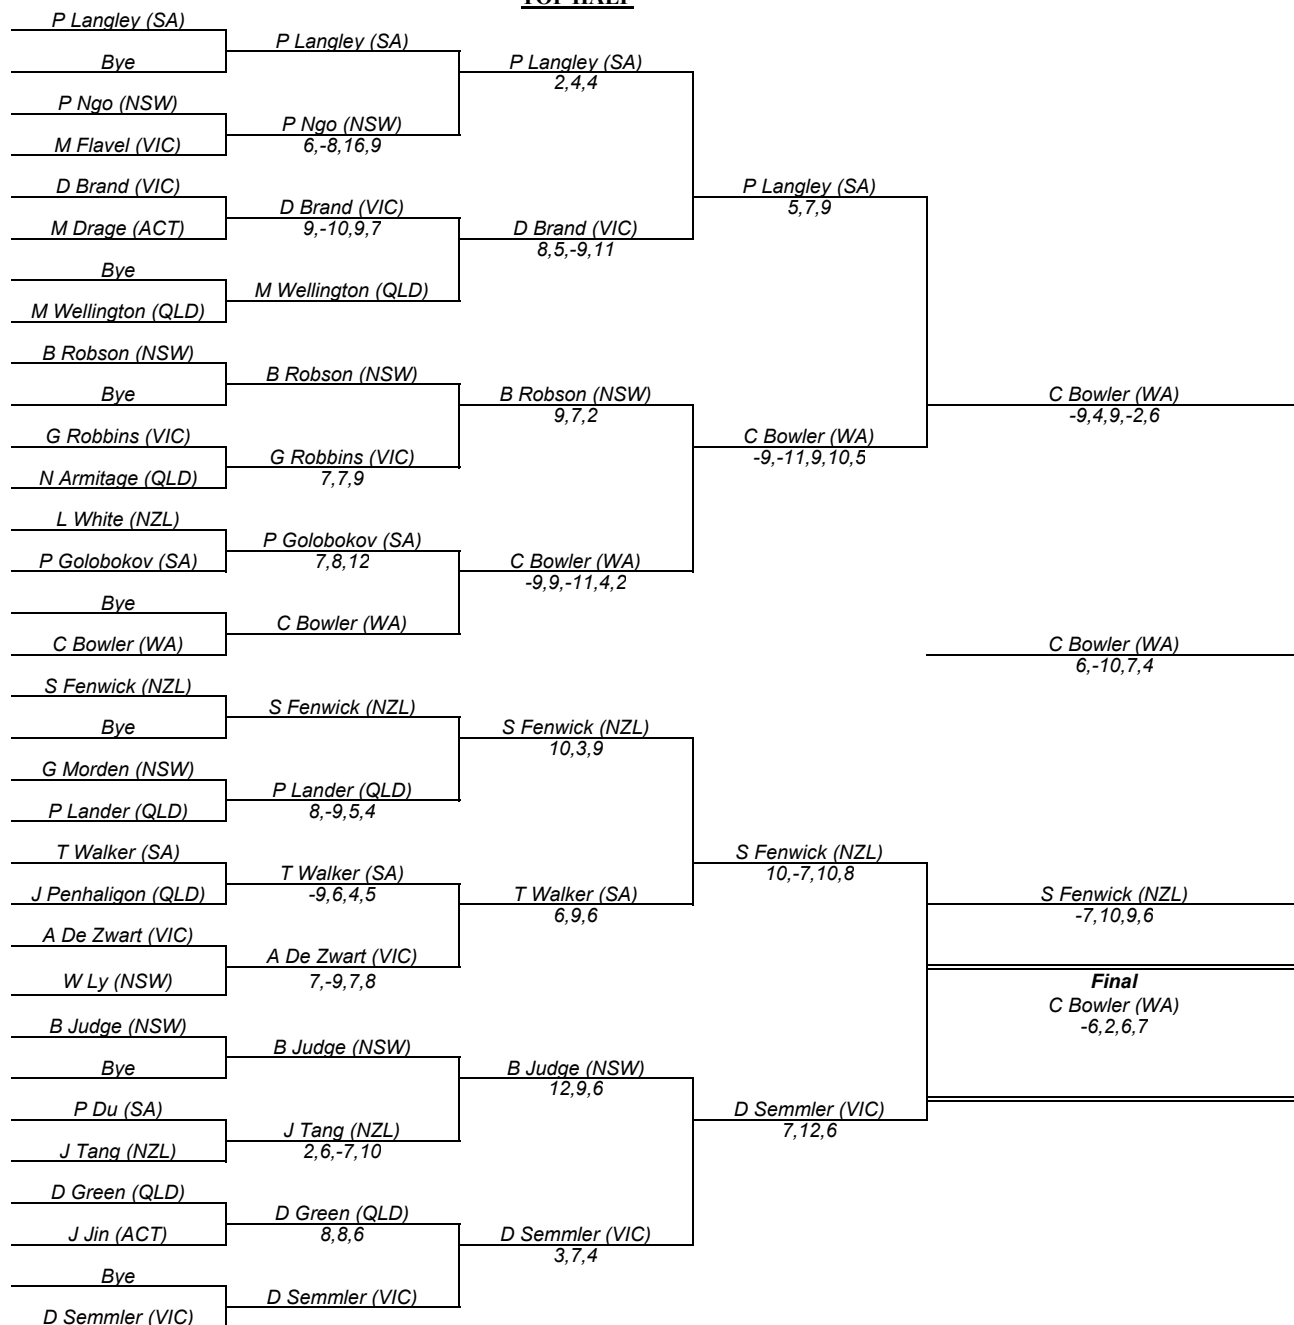 TOP HALF
P Langley (SA)
Bye
P Ngo (NSW)
M Flavel (VIC)
D Brand (VIC)
M Drage (ACT)
Bye
M Wellington (QLD)
B Robson (NSW)
Bye
G Robbins (VIC)
N Armitage (QLD)
L White (NZL)
P Golobokov (SA)
Bye
C Bowler (WA)
S Fenwick (NZL)
Bye
G Morden (NSW)
P Lander (QLD)
T Walker (SA)
J Penhaligon (QLD)
A De Zwart (VIC)
W Ly (NSW)
B Judge (NSW)
Bye
P Du (SA)
J Tang (NZL)
D Green (QLD)
J Jin (ACT)
Bye
D Semmler (VIC)
P Langley (SA)
P Ngo (NSW)
6,-8,16,9
D Brand (VIC)
9,-10,9,7
M Wellington (QLD)
B Robson (NSW)
G Robbins (VIC)
7,7,9
P Golobokov (SA)
7,8,12
C Bowler (WA)
S Fenwick (NZL)
P Lander (QLD)
8,-9,5,4
T Walker (SA)
-9,6,4,5
A De Zwart (VIC)
7,-9,7,8
B Judge (NSW)
J Tang (NZL)
2,6,-7,10
D Green (QLD)
8,8,6
D Semmler (VIC)
P Langley (SA)
2,4,4
D Brand (VIC)
8,5,-9,11
B Robson (NSW)
9,7,2
C Bowler (WA)
-9,9,-11,4,2
S Fenwick (NZL)
10,3,9
T Walker (SA)
6,9,6
B Judge (NSW)
12,9,6
D Semmler (VIC)
3,7,4
P Langley (SA)
5,7,9
C Bowler (WA)
-9,-11,9,10,5
S Fenwick (NZL)
10,-7,10,8
D Semmler (VIC)
7,12,6
C Bowler (WA)
-9,4,9,-2,6
C Bowler (WA)
6,-10,7,4
S Fenwick (NZL)
-7,10,9,6
Final
C Bowler (WA)
-6,2,6,7